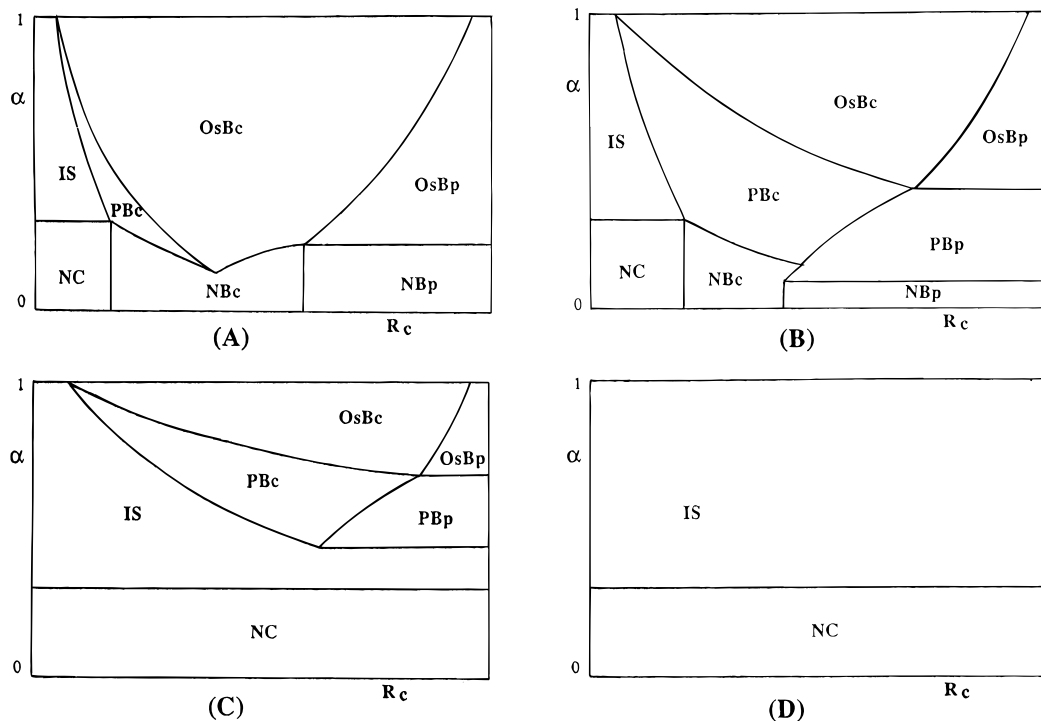 1
α
IS
PBc
OsBc
OsBp
NC
NBc
NBp
0
Rc
(A)
1
α
IS
PBc
OsBc
OsBp
PBp
NC
NBc
NBp
0
Rc
(B)
1
α
OsBc
OsBp
PBc
PBp
IS
NC
0
Rc
(C)
1
α
IS
NC
0
Rc
(D)